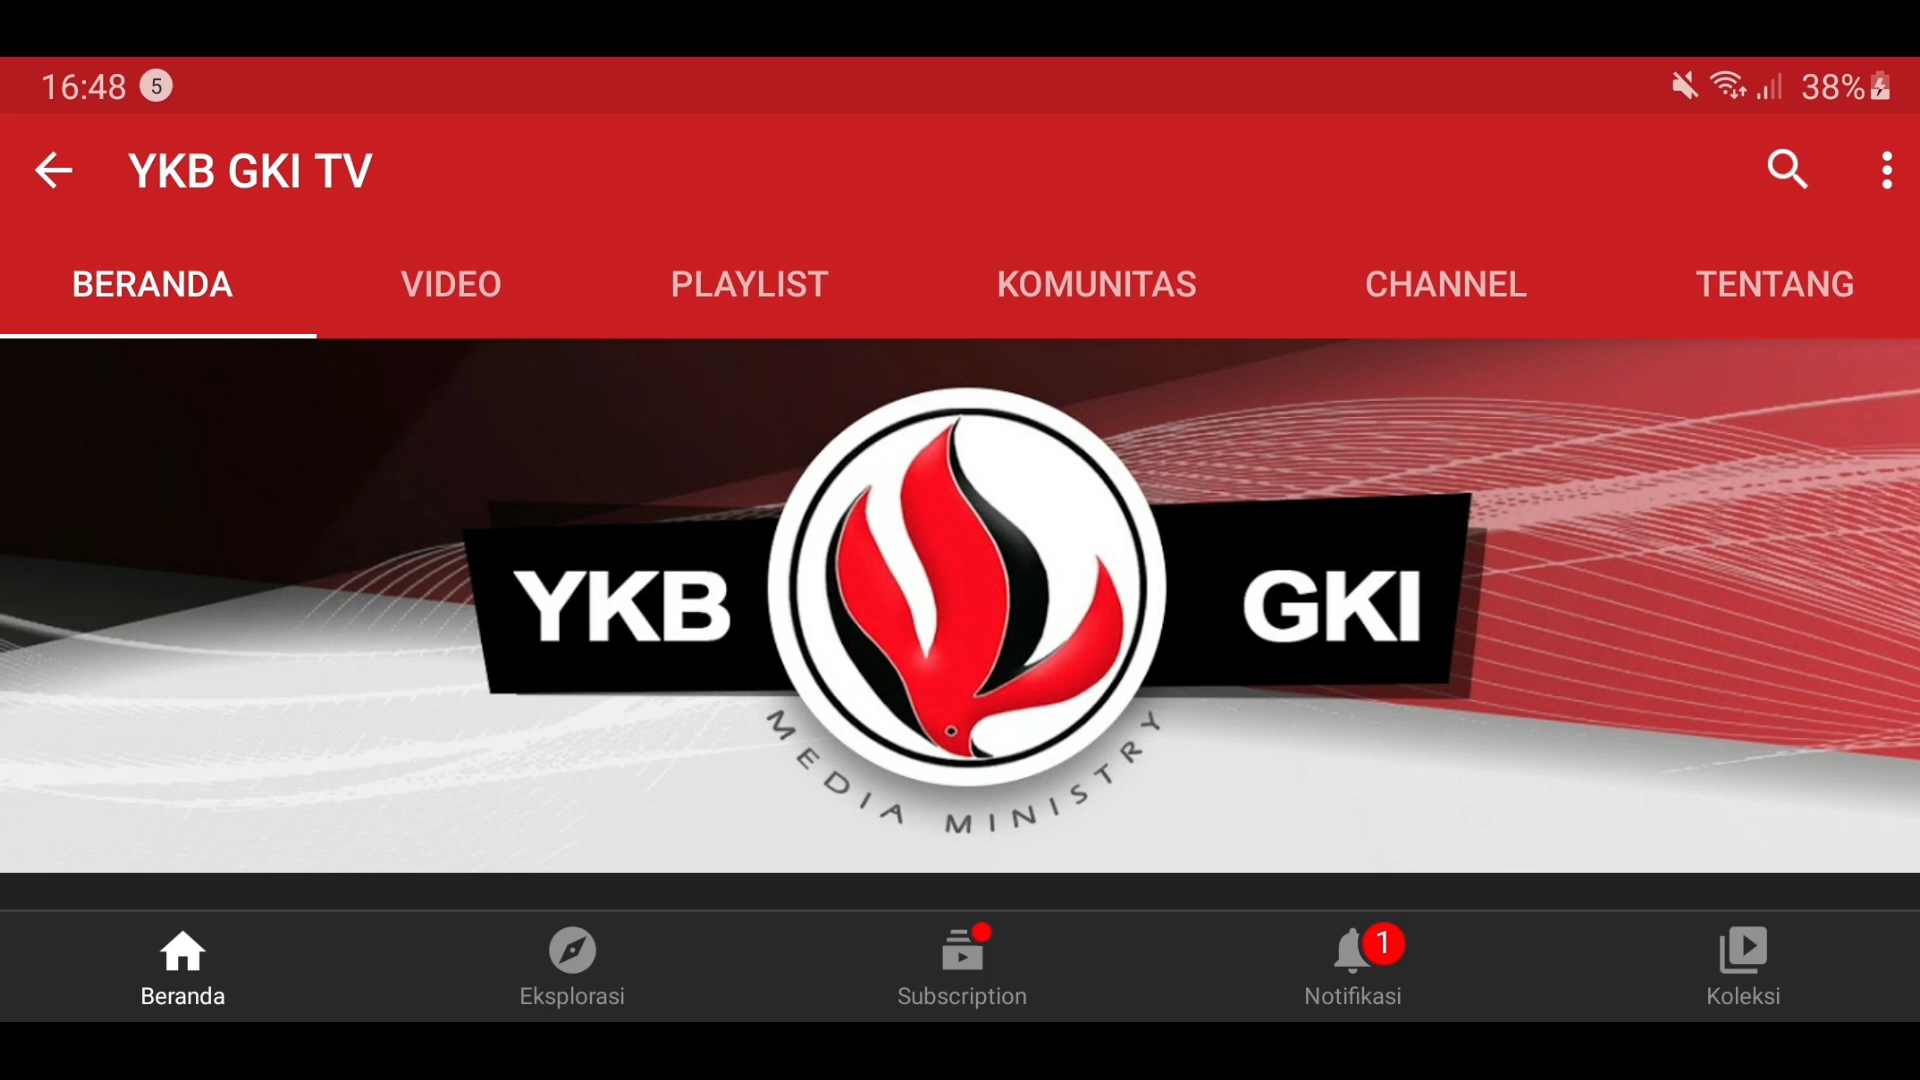 16:48 5 38%
YKB GKI TV
BERANDA VIDEO PLAYLIST KOMUNITAS CHANNEL TENTANG
YKB GKI
MEDIA MINISTRY
1
Beranda Eksplorasi Subscription Notifikasi Koleksi